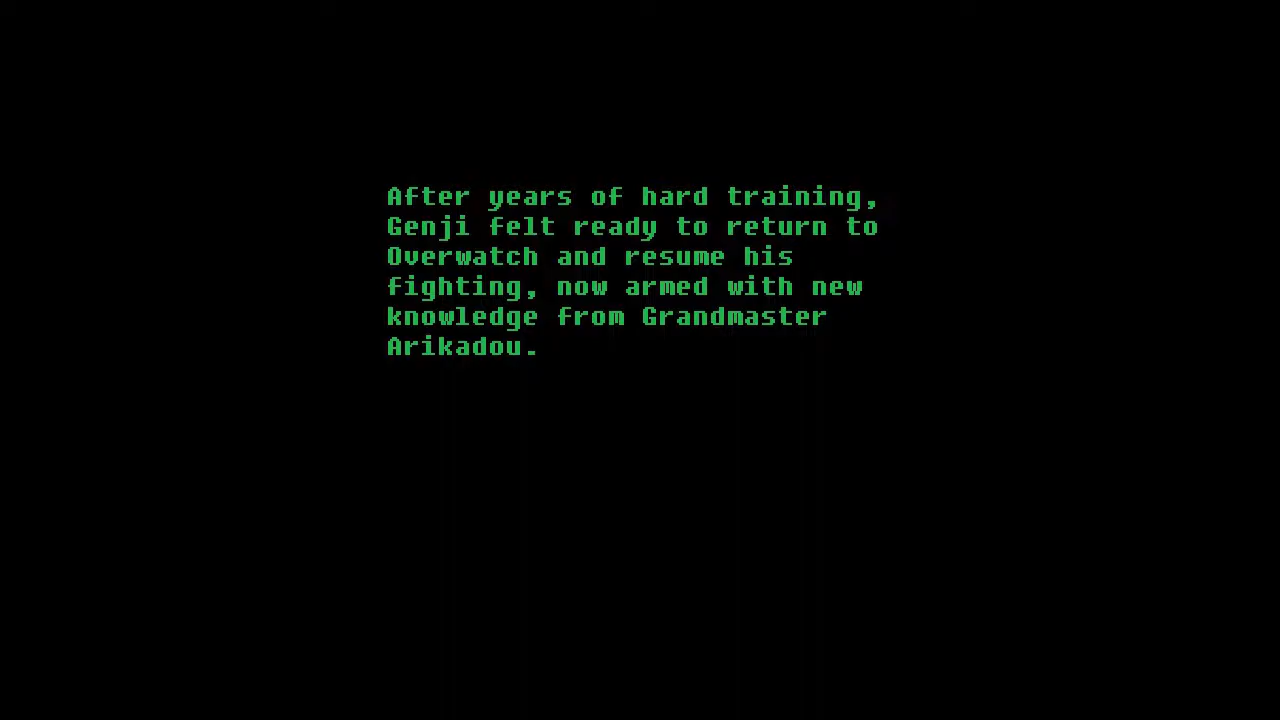 After years of hard training,
Genji felt ready to return to
Overwatch and resume his
fighting, now armed with new
knowledge from Grandmaster
Arikadou.